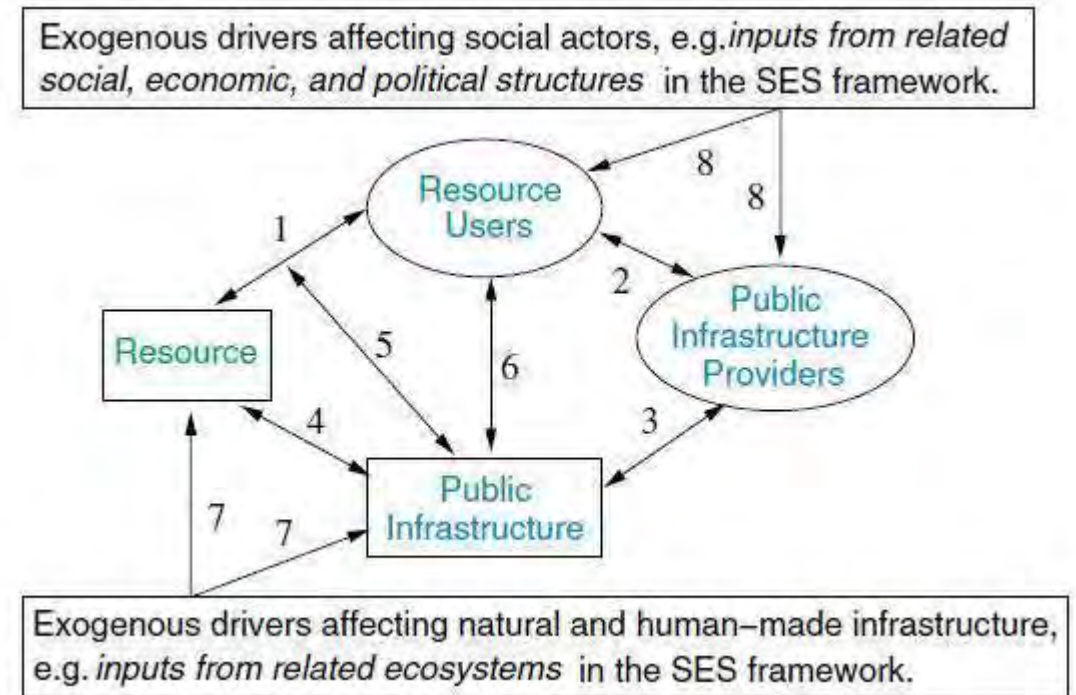 Exogenous drivers affecting social actors, e.g.inputs from related
social, economic, and political structures in the SES framework.
Resource
Users
8
8
1
2
Public
Infrastructure
Providers
Resource
5
6
4
3
Public
Infrastructure
7
7
Exogenous drivers affecting natural and human–made infrastructure,
e.g. inputs from related ecosystems in the SES framework.